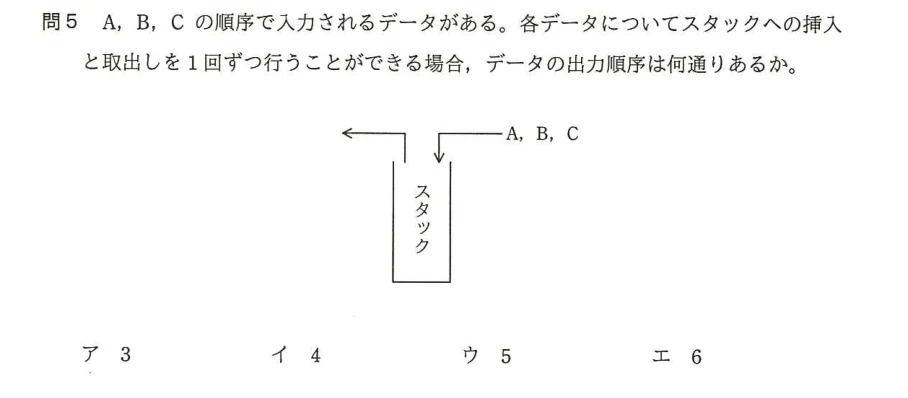 問5 A，B，C の順序で入力されるデータがある。各データについてスタックへの挿入
と取出しを1回ずつ行うことができる場合，データの出力順序は何通りあるか。
A，B，C
スタック
ア 3 イ 4 ウ 5 エ 6